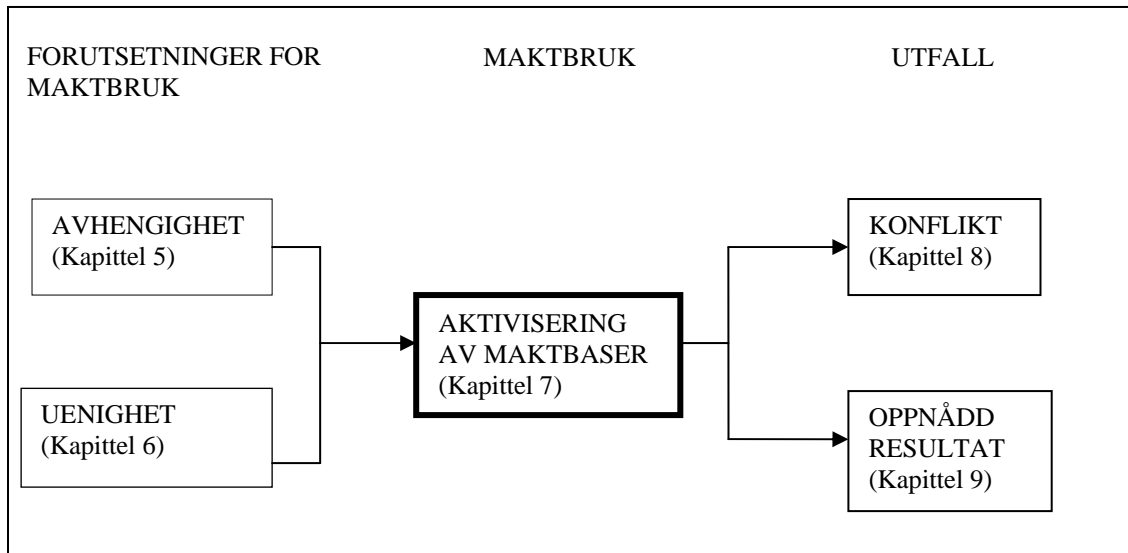 FORUTSETNINGER FOR
MAKTBRUK
MAKTBRUK
UTFALL
AVHENGIGHET
(Kapittel 5)
UENIGHET
(Kapittel 6)
AKTIVISERING
AV MAKTBASER
(Kapittel 7)
KONFLIKT
(Kapittel 8)
OPPNÅDD
RESULTAT
(Kapittel 9)